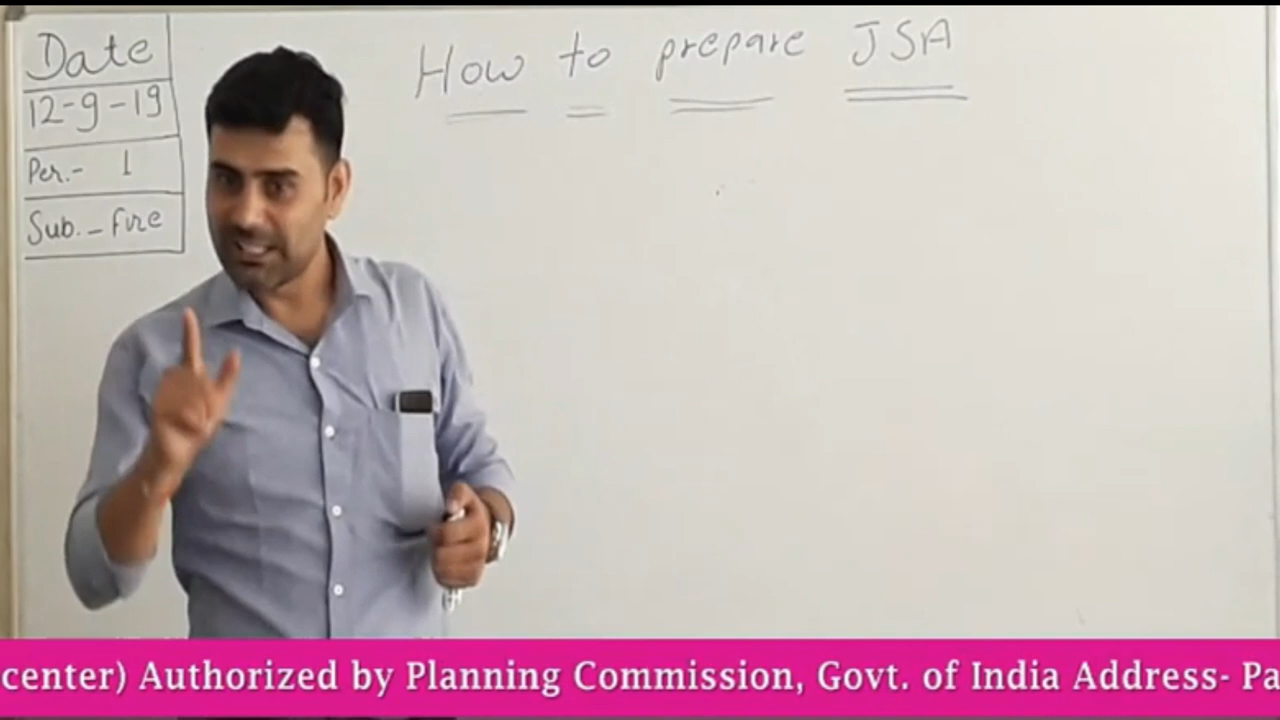 Date
12-9-19
Per.- 1
Sub.- Fire
How to prepare JSA
center) Authorized by Planning Commission, Govt. of India Address- Pa